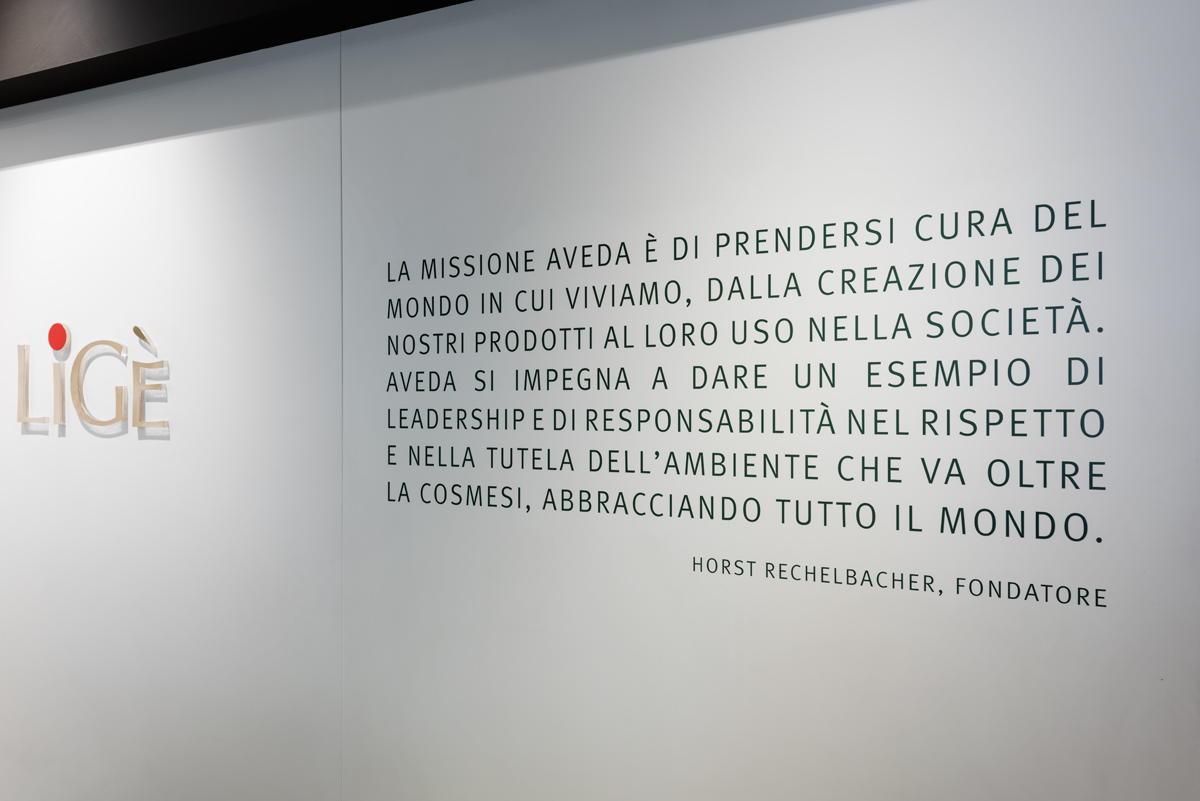 LiGÈ
LA MISSIONE AVEDA È DI PRENDERSI CURA DEL
MONDO IN CUI VIVIAMO, DALLA CREAZIONE DEI
NOSTRI PRODOTTI AL LORO USO NELLA SOCIETÀ.
AVEDA SI IMPEGNA A DARE UN ESEMPIO DI
LEADERSHIP E DI RESPONSABILITÀ NEL RISPETTO
E NELLA TUTELA DELL’AMBIENTE CHE VA OLTRE
LA COSMESI, ABBRACCIANDO TUTTO IL MONDO.
HORST RECHELBACHER, FONDATORE